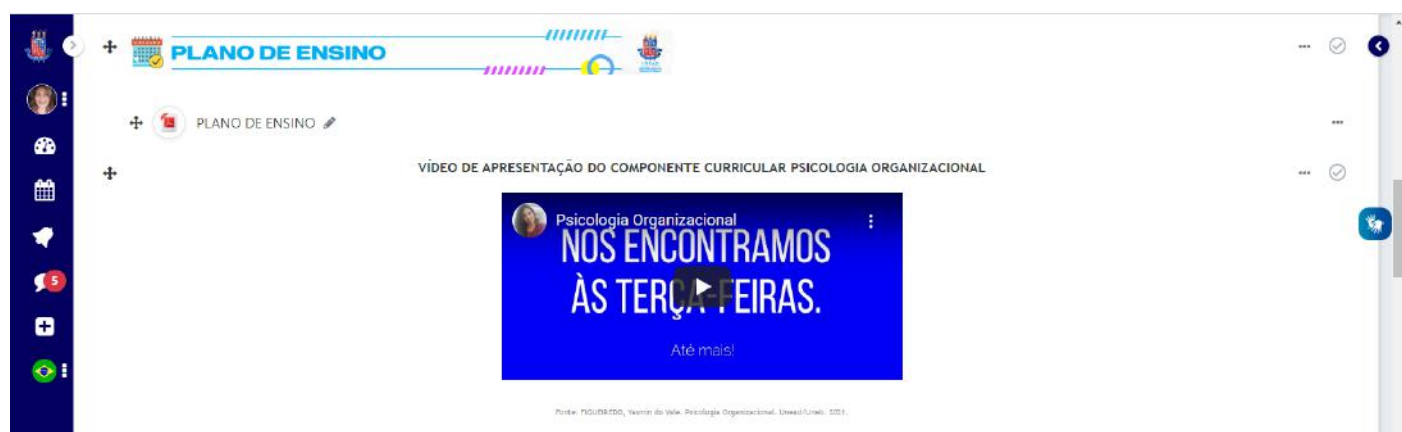 PLANO DE ENSINO
PLANO DE ENSINO
VÍDEO DE APRESENTAÇÃO DO COMPONENTE CURRICULAR PSICOLOGIA ORGANIZACIONAL
Psicologia Organizacional
NOS ENCONTRAMOS
ÀS TERÇA-FEIRAS.
Até mais!
5
Fonte: FIGUEIREDO, Yasmin do Vale. Psicologia Organizacional. Unead/Uneb. 2021.